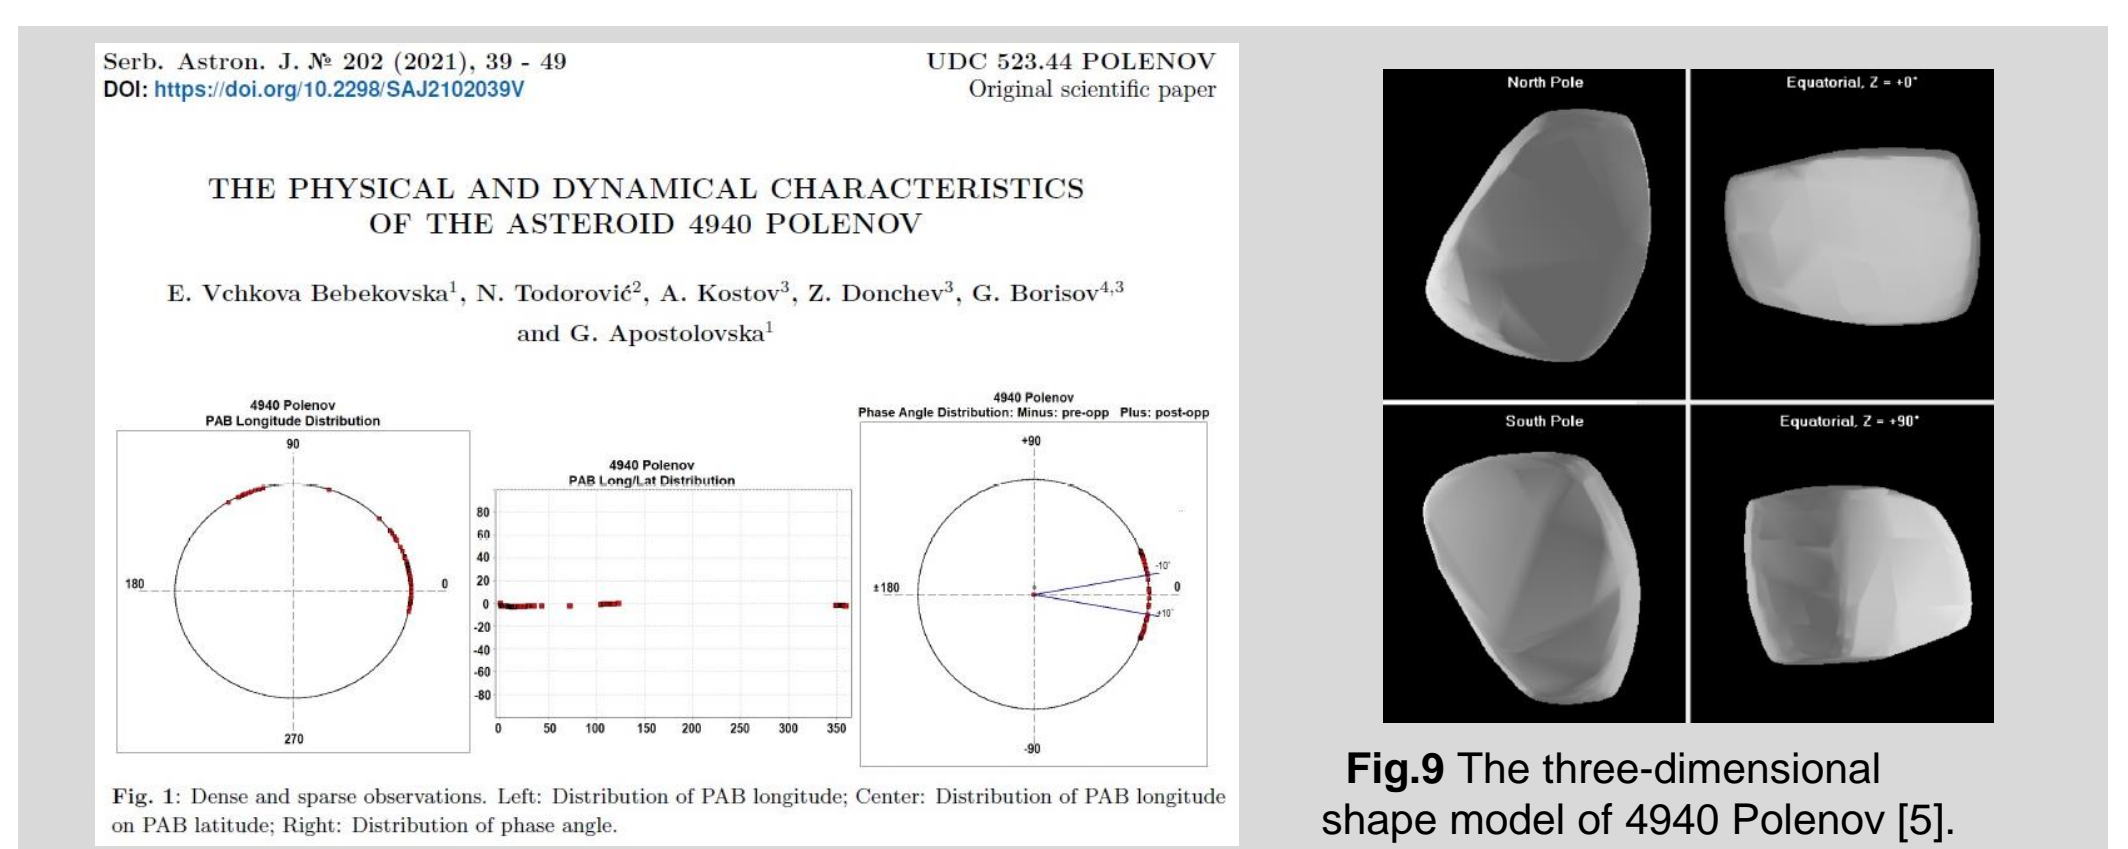 Serb. Astron. J. № 202 (2021), 39 - 49
DOI: https://doi.org/10.2298/SAJ2102039V
UDC 523.44 POLENOV
Original scientific paper
THE PHYSICAL AND DYNAMICAL CHARACTERISTICS
OF THE ASTEROID 4940 POLENOV
E. Vchkova Bebekovska¹, N. Todorović², A. Kostov³, Z. Donchev³, G. Borisov⁴,³
and G. Apostolovska¹
4940 Polenov
PAB Longitude Distribution
90
180
0
270
4940 Polenov
PAB Long/Lat Distribution
80
60
40
20
0
-20
-40
-60
-80
0 50 100 150 200 250 300 350
4940 Polenov
Phase Angle Distribution: Minus: pre-opp Plus: post-opp
+90
-10°
±180
0
+10°
-90
Fig. 1: Dense and sparse observations. Left: Distribution of PAB longitude; Center: Distribution of PAB longitude
on PAB latitude; Right: Distribution of phase angle.
North Pole
Equatorial, Z = +0°
South Pole
Equatorial, Z = +90°
Fig.9 The three-dimensional
shape model of 4940 Polenov [5].